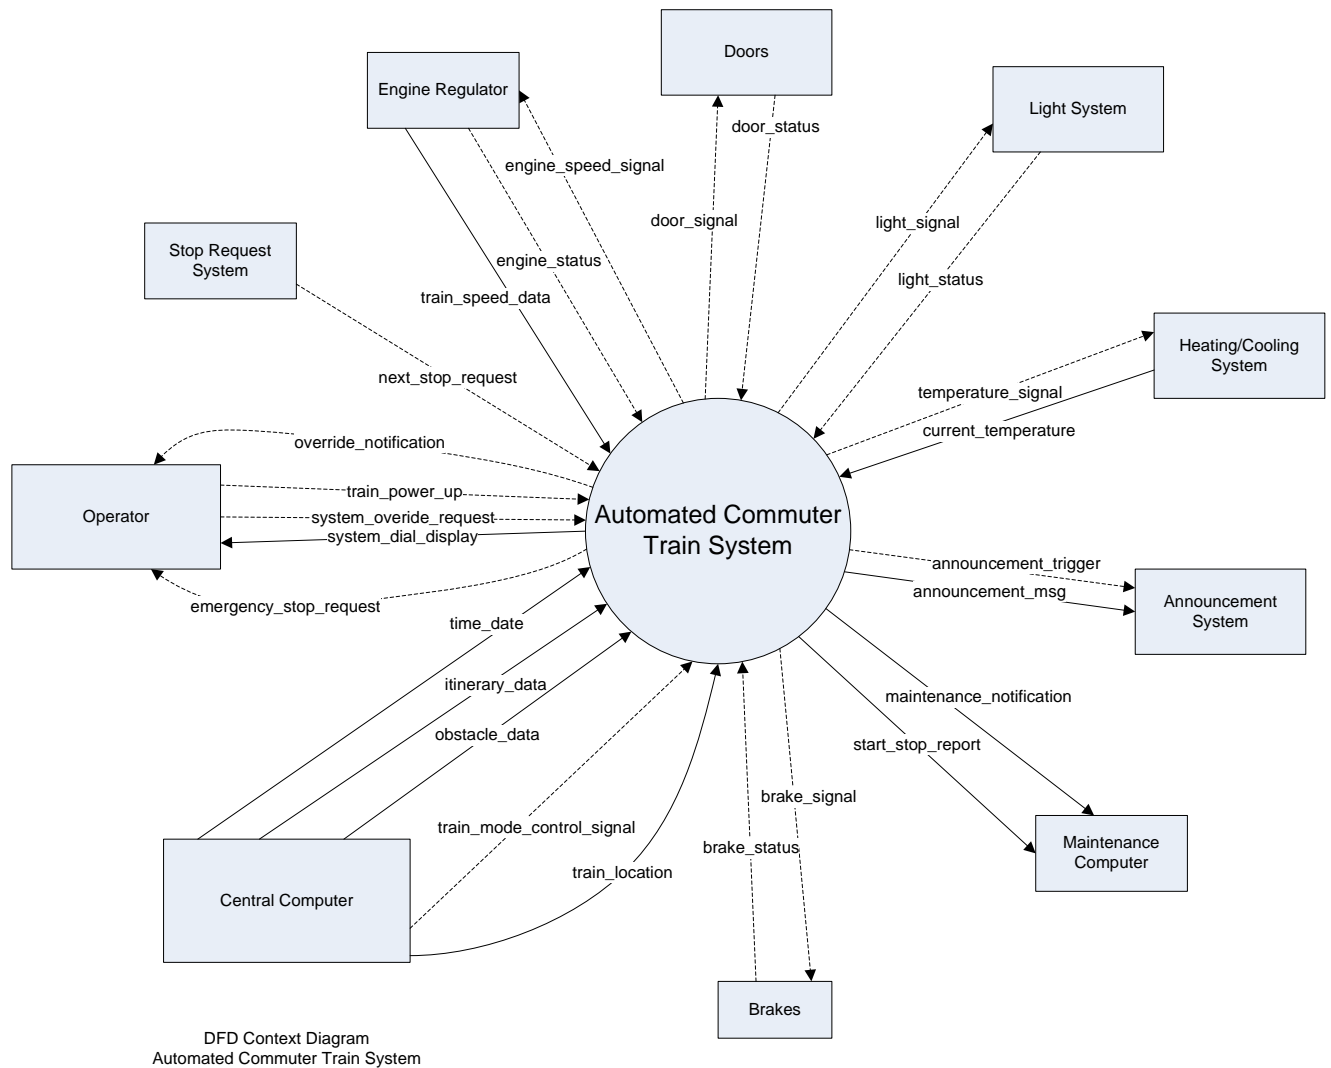 Doors
Engine Regulator
Light System
door_status
engine_speed_signal
door_signal
light_signal
Stop Request
System
engine_status
light_status
train_speed_data
Heating/Cooling
System
next_stop_request
temperature_signal
current_temperature
override_notification
train_power_up
Operator
system_overide_request
system_dial_display
Automated Commuter
Train System
announcement_trigger
announcement_msg
Announcement
System
emergency_stop_request
time_date
itinerary_data
maintenance_notification
obstacle_data
start_stop_report
brake_signal
train_mode_control_signal
brake_status
Maintenance
Computer
train_location
Central Computer
Brakes
DFD Context Diagram
Automated Commuter Train System